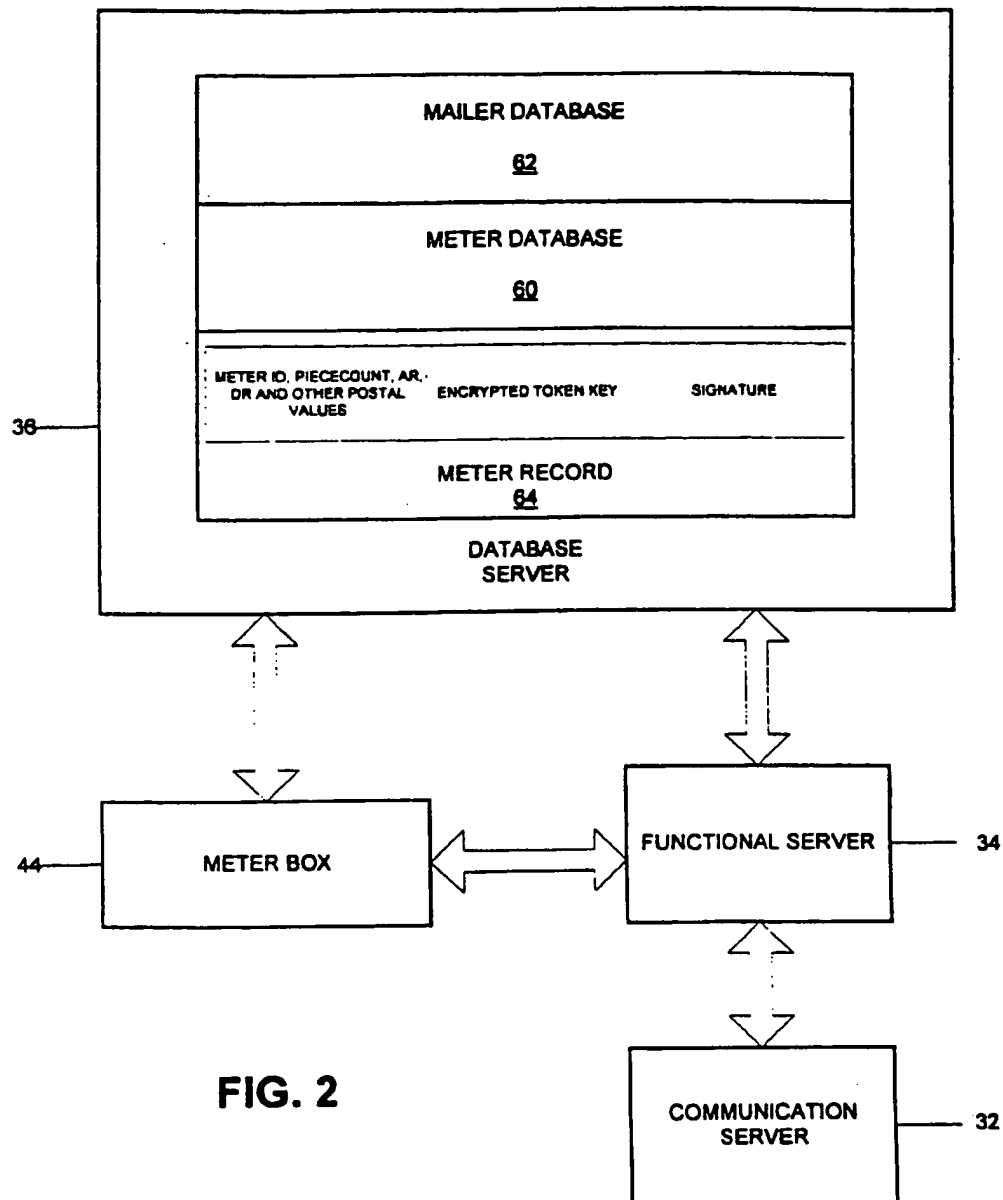 MAILER DATABASE
62
METER DATABASE
60
METER ID, PIECECOUNT, AR,
DR AND OTHER POSTAL
VALUES
ENCRYPTED TOKEN KEY
SIGNATURE
METER RECORD
64
DATABASE
SERVER
36
METER BOX
44
FUNCTIONAL SERVER
34
COMMUNICATION
SERVER
32
FIG. 2